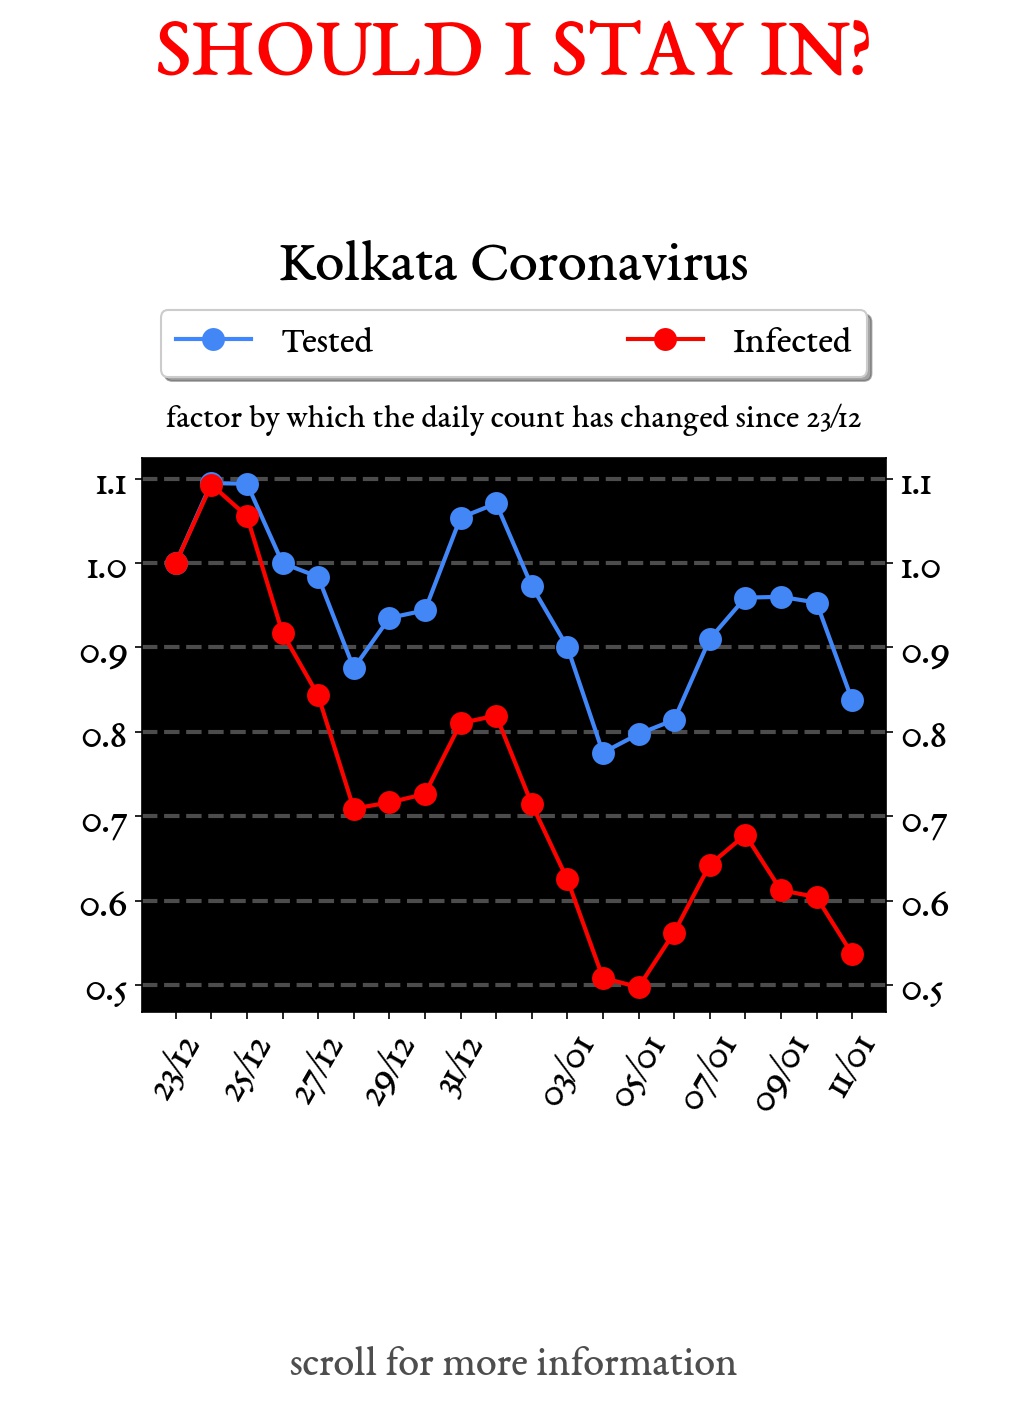 SHOULD I STAY IN?
Kolkata Coronavirus
Tested Infected
factor by which the daily count has changed since 23/12
1.1 1.1
1.0 1.0
0.9 0.9
0.8 0.8
0.7 0.7
0.6 0.6
0.5 0.5
23/12 25/12 27/12 29/12 31/12 03/01 05/01 07/01 09/01 11/01
scroll for more information